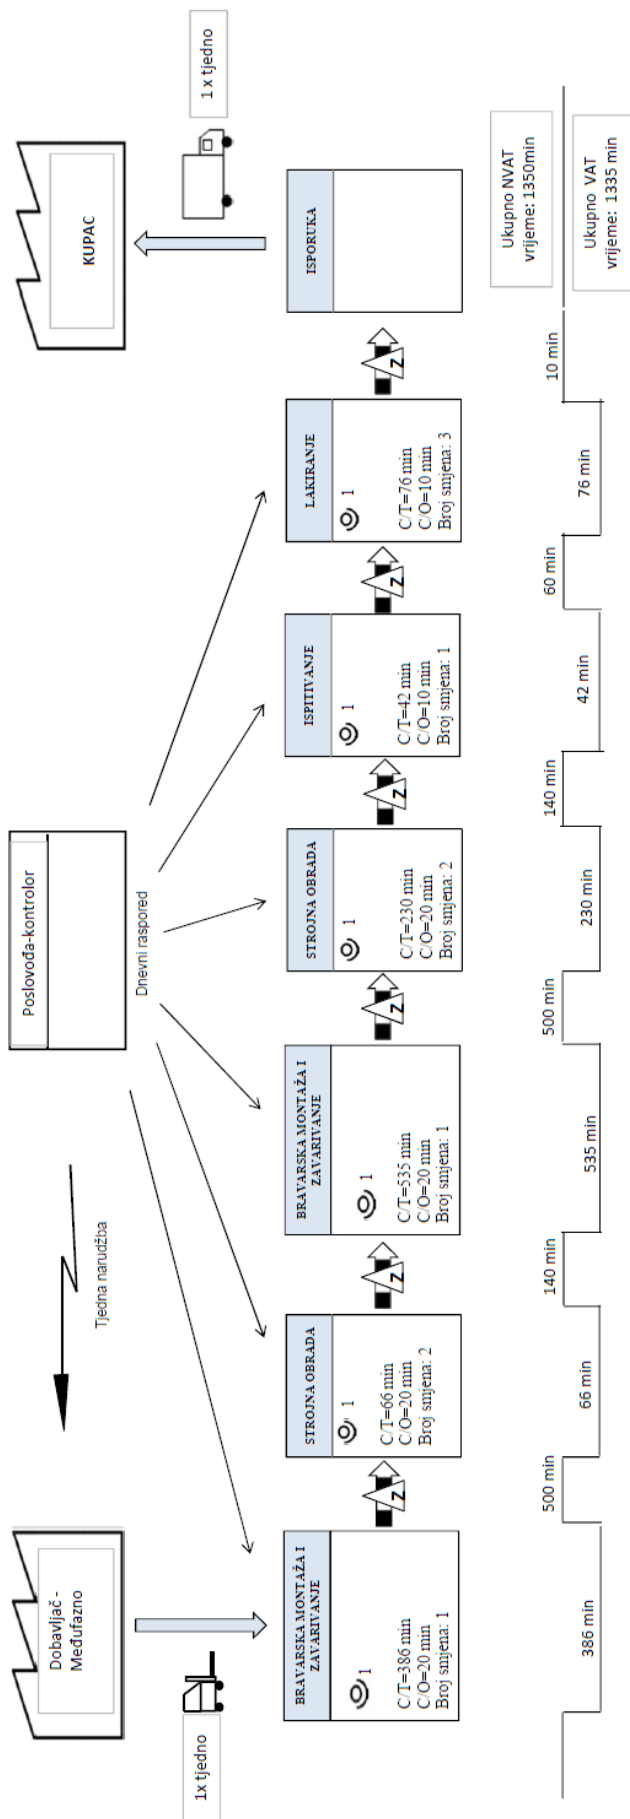 Dobavljač -
Međufazno
Tjedna narudžba
Poslovođa-kontrolor
Dnevni raspored
KUPAC
1x tjedno
1 x tjedno
BRAVARSKA MONTAŽA I
ZAVARIVANJE
1
C/T=386 min
C/O=20 min
Broj smjena: 1
Z
STROJNA OBRADA
1
C/T=66 min
C/O=20 min
Broj smjena: 2
Z
BRAVARSKA MONTAŽA I
ZAVARIVANJE
1
C/T=535 min
C/O=20 min
Broj smjena: 1
Z
STROJNA OBRADA
1
C/T=230 min
C/O=20 min
Broj smjena: 2
Z
ISPITIVANJE
1
C/T=42 min
C/O=10 min
Broj smjena: 1
Z
LAKIRANJE
1
C/T=76 min
C/O=10 min
Broj smjena: 3
Z
ISPORUKA
386 min
500 min
66 min
140 min
535 min
500 min
230 min
140 min
42 min
60 min
76 min
10 min
Ukupno NVAT
vrijeme: 1350min
Ukupno VAT
vrijeme: 1335 min